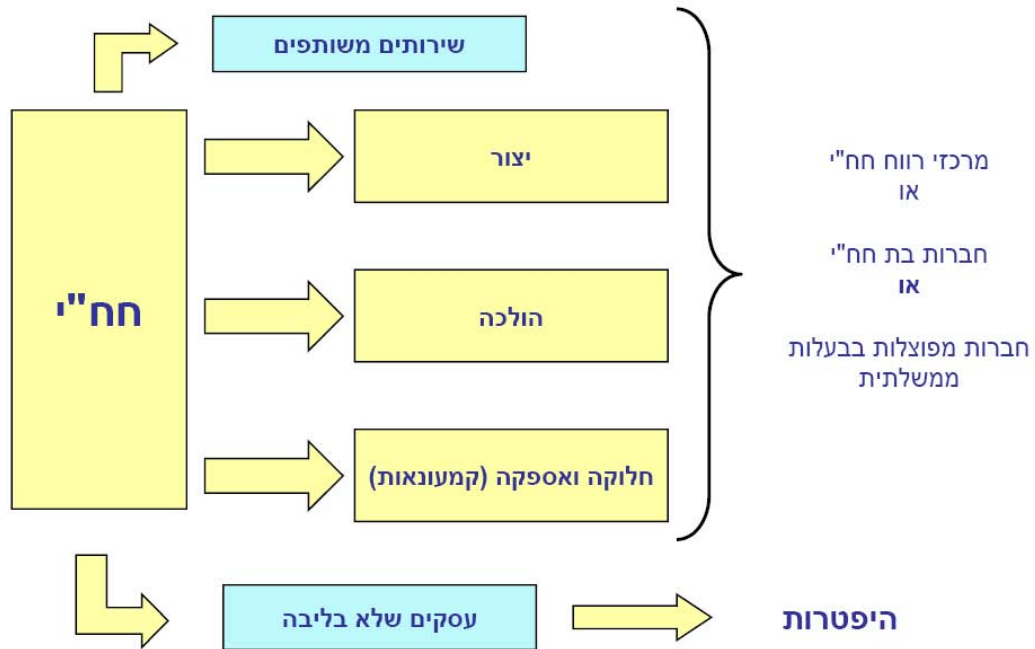 שירותים משותפים
חח"י
יצור
הולכה
חלוקה ואספקה (קמעונאות)
מרכזי רווח חח"י
או
חברות בת חח"י
או
חברות מפוצלות בבעלות
ממשלתית
עסקים שלא בליבה
היפטרות